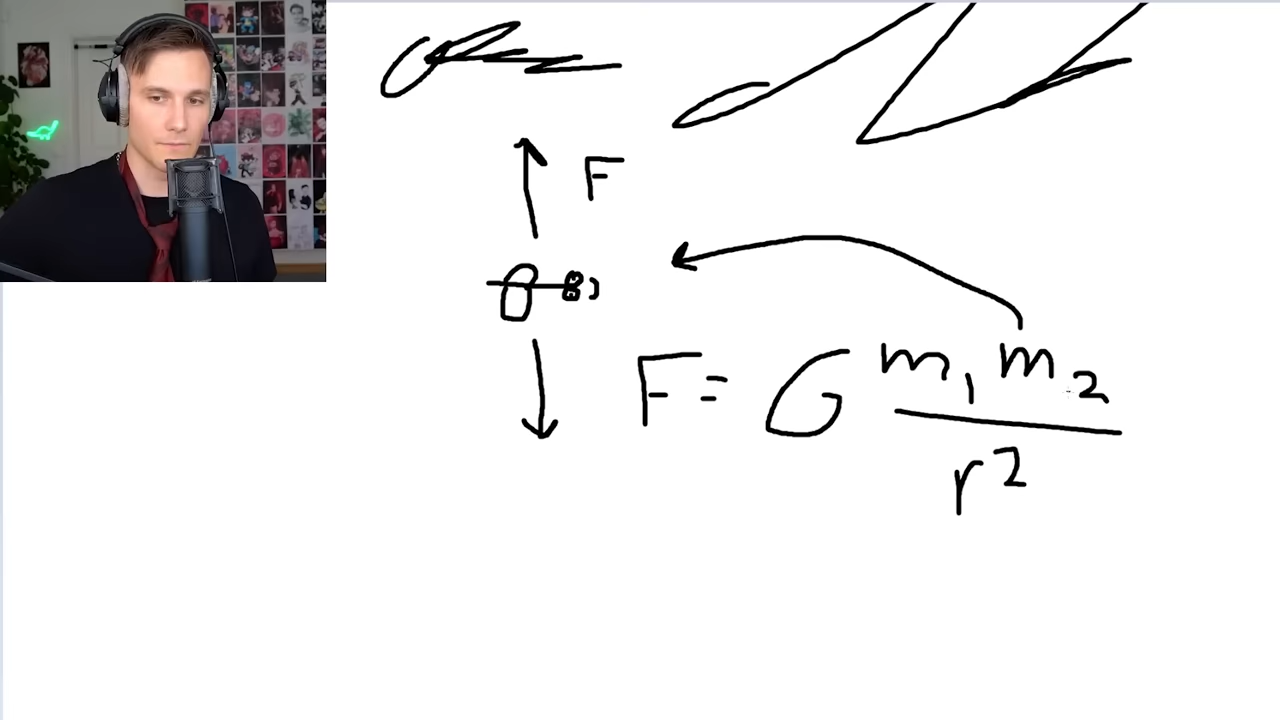 F
F = G m₁ m₂ / r²